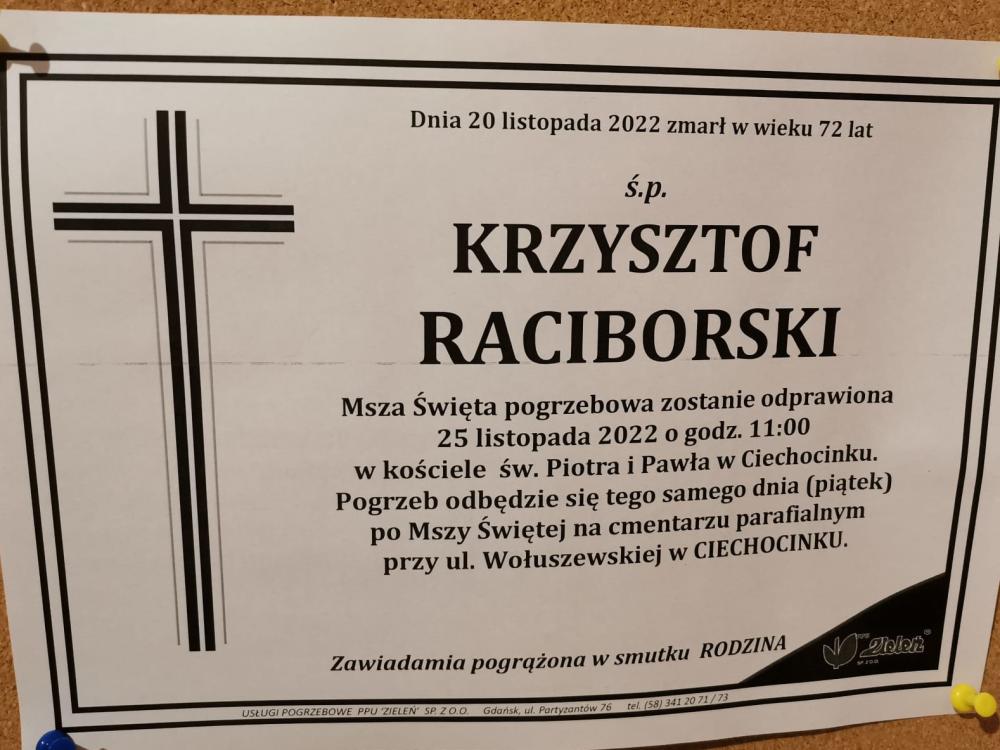 Dnia 20 listopada 2022 zmarł w wieku 72 lat
ś.p.
KRZYSZTOF
RACIBORSKI
Msza Święta pogrzebowa zostanie odprawiona
25 listopada 2022 o godz. 11:00
w kościele św. Piotra i Pawła w Ciechocinku.
Pogrzeb odbędzie się tego samego dnia (piątek)
po Mszy Świętej na cmentarzu parafialnym
przy ul. Wołuszewskiej w CIECHOCINKU.
Zawiadamia pogrążona w smutku RODZINA
PPU Zieleń ®
SP. Z O.O.
USŁUGI POGRZEBOWE PPU 'ZIELEŃ' SP. Z O.O. Gdańsk, ul. Partyzantów 76 tel. (58) 341 20 71 / 73